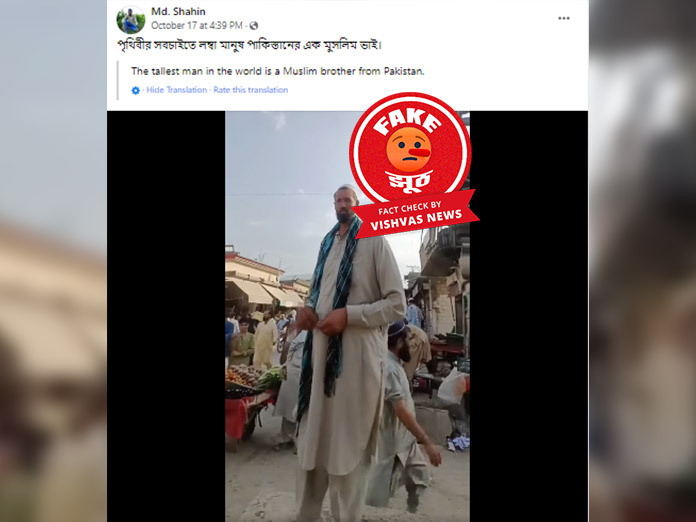 Md. Shahin
October 17 at 4:39 PM ·
পৃথিবীর সবচাইতে লম্বা মানুষ পাকিস্তানের এক মুসলিম ভাই।
The tallest man in the world is a Muslim brother from Pakistan.
· Hide Translation · Rate this translation
FAKE
झूठ
FACT CHECK BY
VISHVAS NEWS